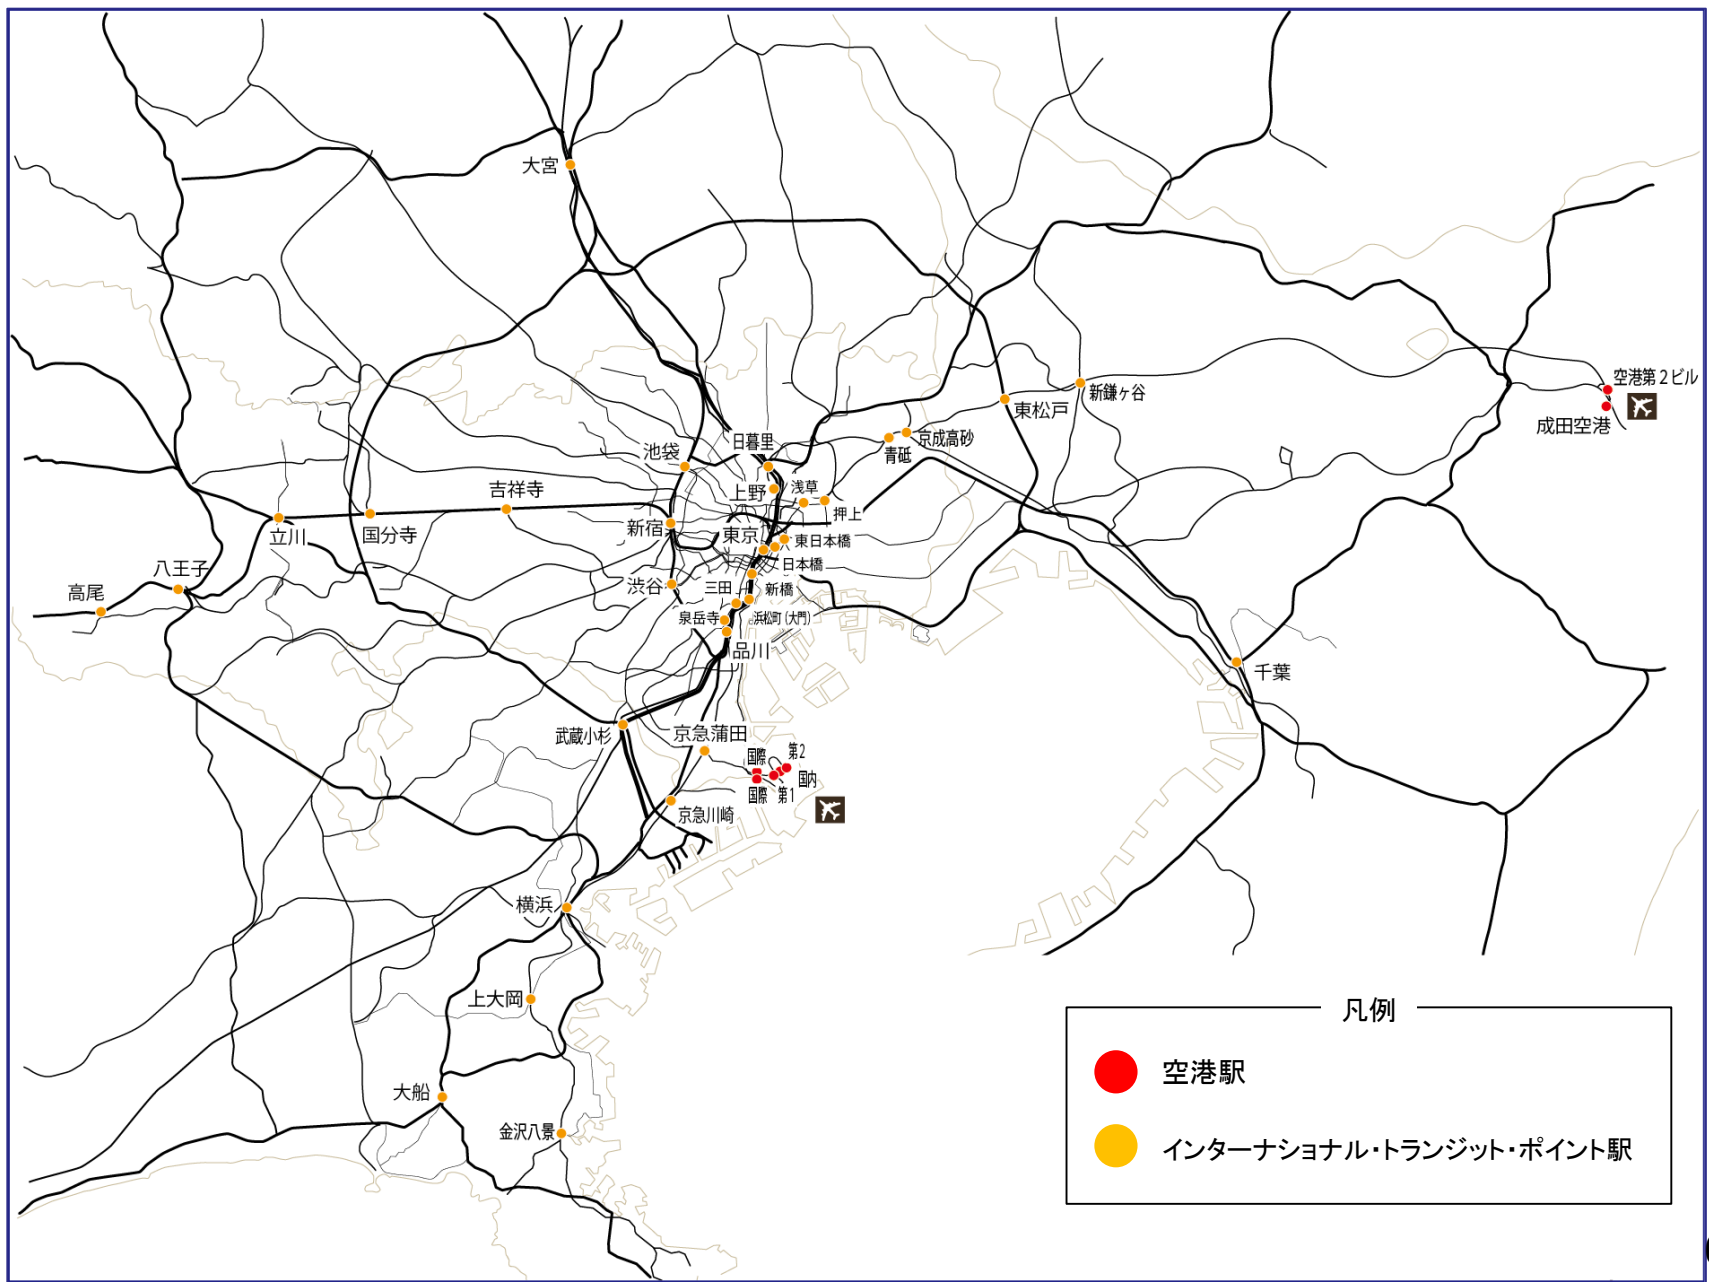 大宮
空港第2ビル
新鎌ヶ谷
東松戸
成田空港
京成高砂
日暮里
池袋
青砥
吉祥寺
上野
浅草
押上
新宿
東京
東日本橋
立川
国分寺
日本橋
八王子
高尾
渋谷
三田
新橋
泉岳寺
浜松町(大門)
品川
千葉
武蔵小杉
京急蒲田
国際
第2
国内
国際
第1
京急川崎
横浜
上大岡
大船
金沢八景
凡例
空港駅
インターナショナル・トランジット・ポイント駅